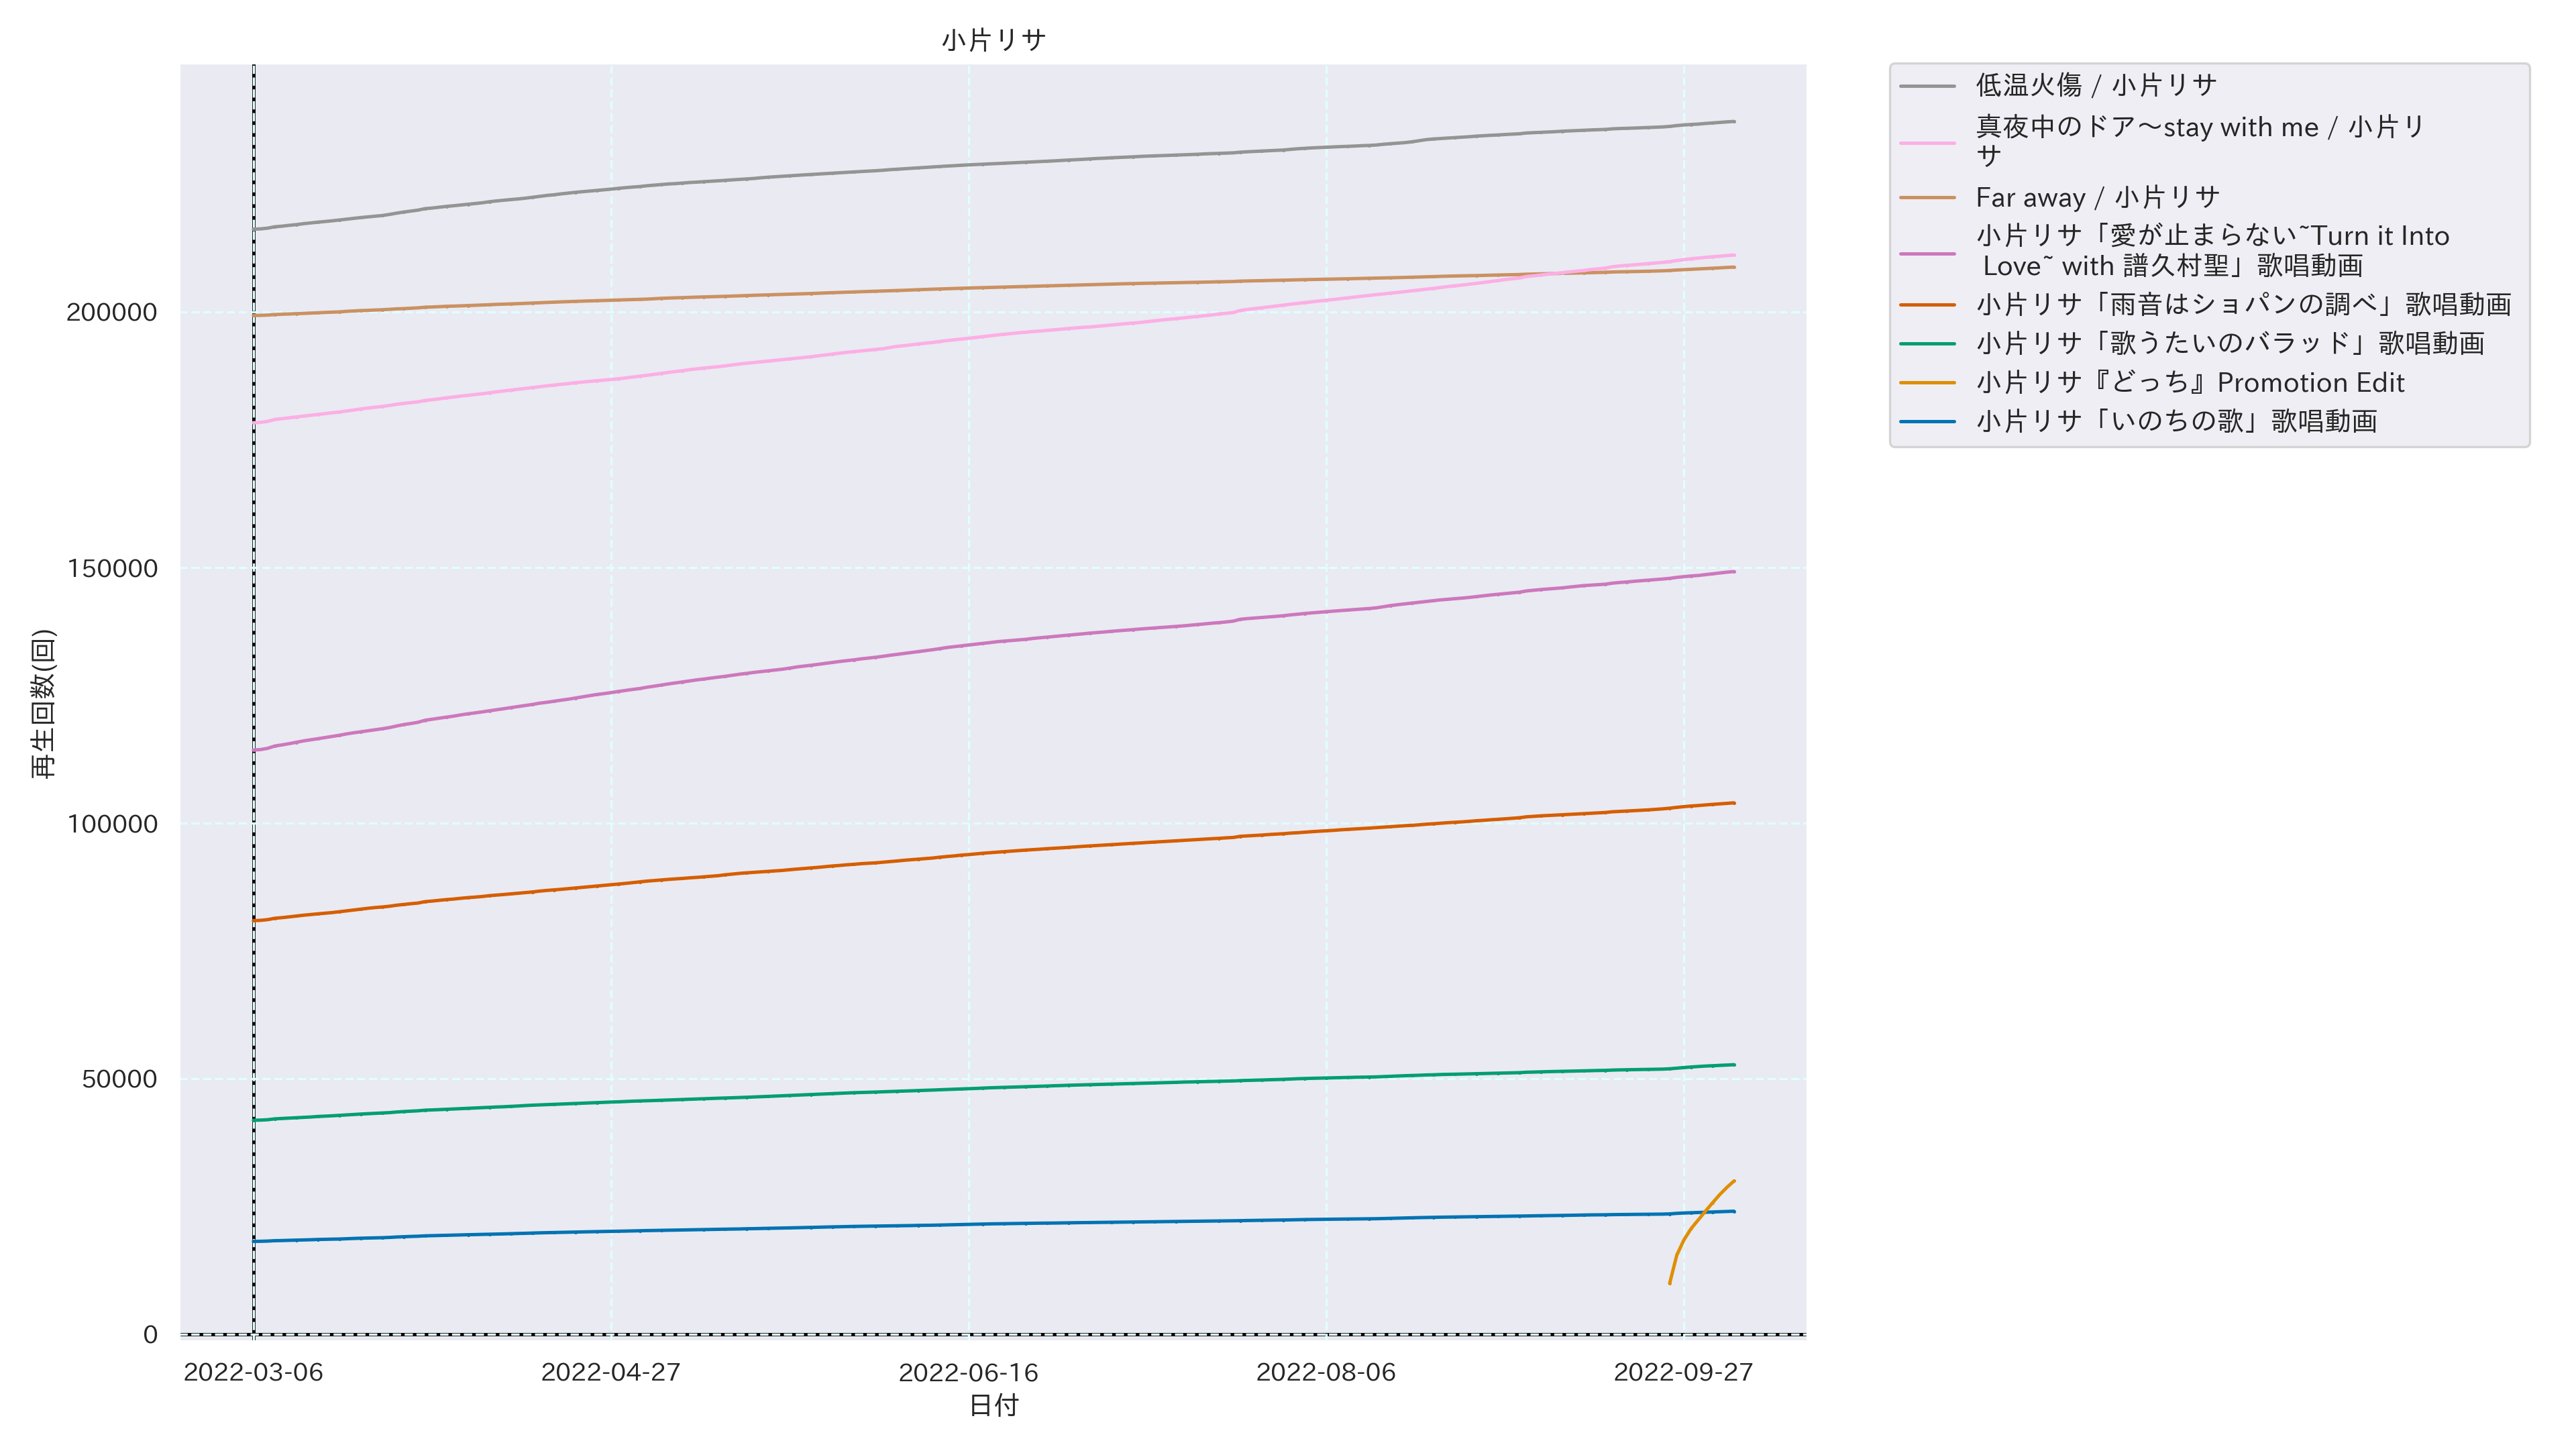 小片リサ
低温火傷 / 小片リサ
真夜中のドア〜stay with me / 小片リ
サ
Far away / 小片リサ
小片リサ「愛が止まらない~Turn it Into
Love~ with 譜久村聖」歌唱動画
小片リサ「雨音はショパンの調べ」歌唱動画
小片リサ「歌うたいのバラッド」歌唱動画
小片リサ『どっち』Promotion Edit
小片リサ「いのちの歌」歌唱動画
再生回数(回)
200000
150000
100000
50000
0
2022-03-06
2022-04-27
2022-06-16
2022-08-06
2022-09-27
日付